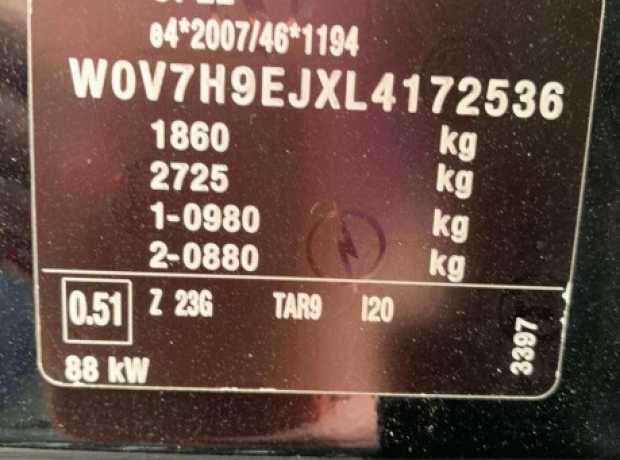 e4*2007/46*1194
W0V7H9EJXL4172536
1860 kg
2725 kg
1-0980 kg
2-0880 kg
0.51 Z 23G TAR9 I20
88 kW
3397